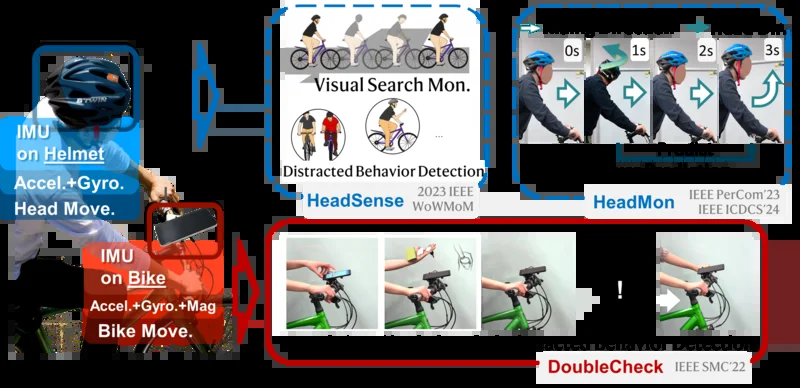 IMU
on Helmet
Accel.+Gyro.
Head Move.
IMU
on Bike
Accel.+Gyro.+Mag
Bike Move.
Visual Search Mon.
...
Distracted Behavior Detection
HeadSense
2023 IEEE
WoWMoM
0s
1s
2s
3s
HeadMon
IEEE PerCom'23
IEEE ICDCS'24
!
Behavior Detection
DoubleCheck
IEEE SMC'22